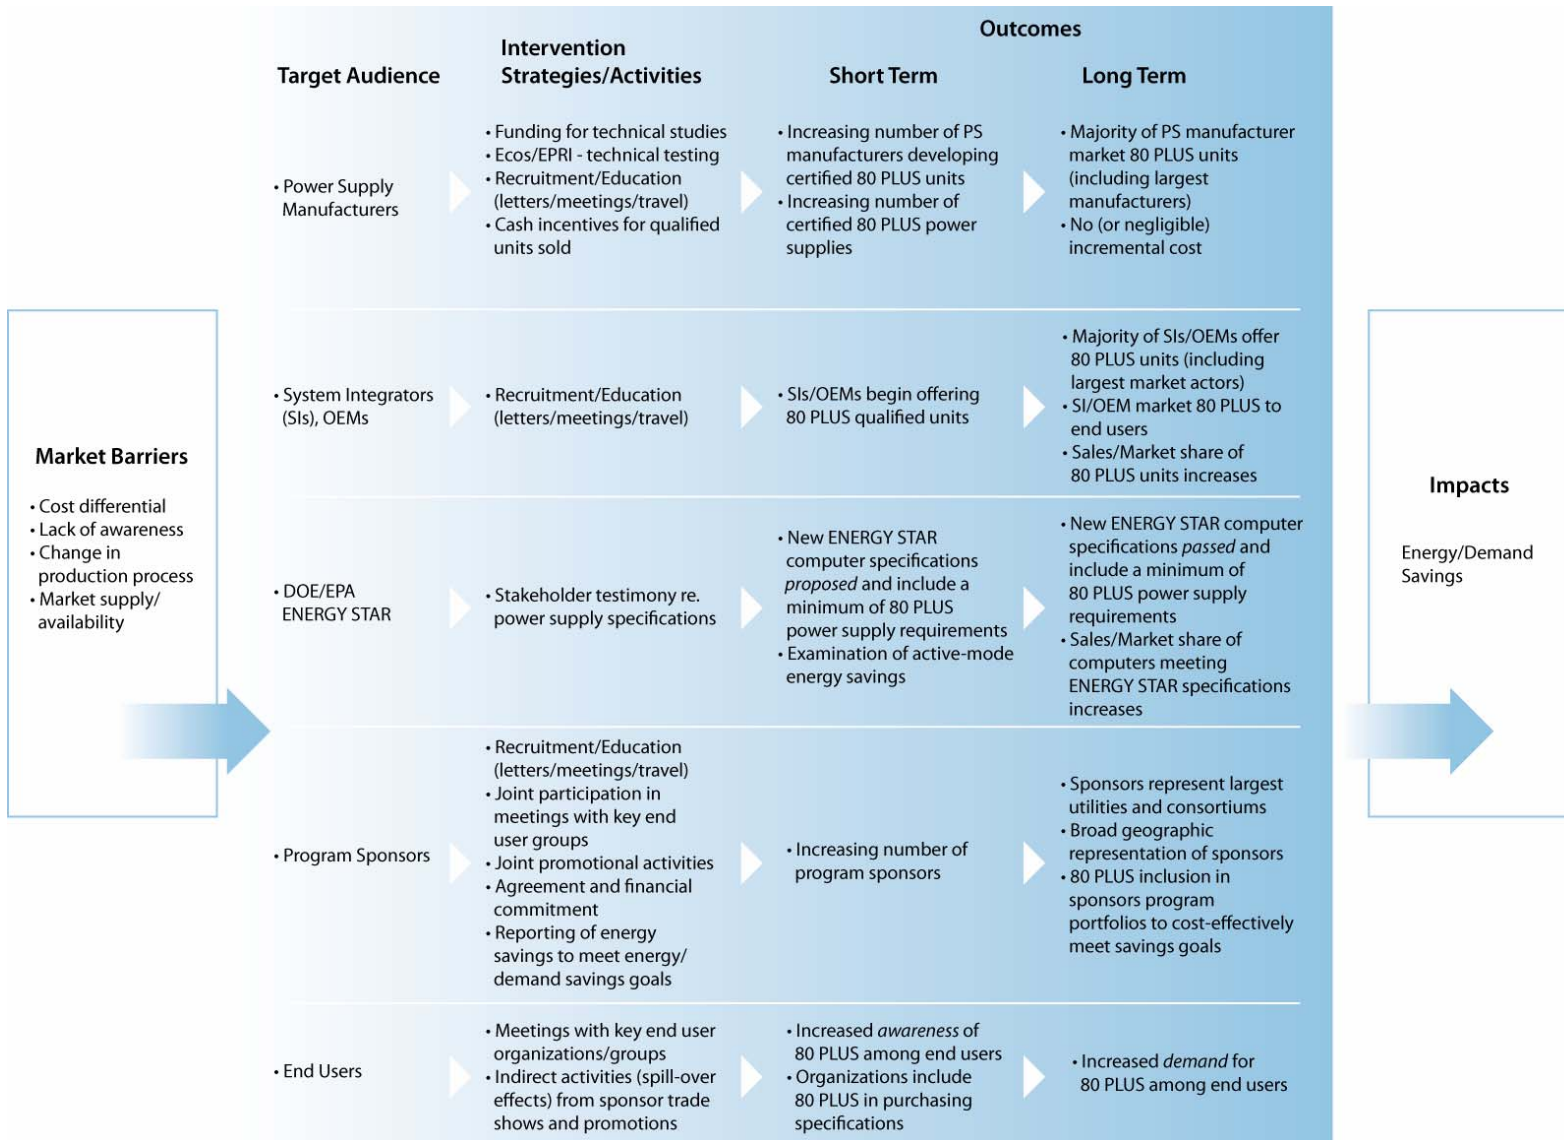 Market Barriers
• Cost differential
• Lack of awareness
• Change in
production process
• Market supply/
availability
Outcomes
Target Audience
Intervention
Strategies/Activities
Short Term
Long Term
• Power Supply
Manufacturers
• Funding for technical studies
• Ecos/EPRI - technical testing
• Recruitment/Education
(letters/meetings/travel)
• Cash incentives for qualified
units sold
• Increasing number of PS
manufacturers developing
certified 80 PLUS units
• Increasing number of
certified 80 PLUS power
supplies
• Majority of PS manufacturer
market 80 PLUS units
(including largest
manufacturers)
• No (or negligible)
incremental cost
• System Integrators
(SIs), OEMs
• Recruitment/Education
(letters/meetings/travel)
• SIs/OEMs begin offering
80 PLUS qualified units
• Majority of SIs/OEMs offer
80 PLUS units (including
largest market actors)
• SI/OEM market 80 PLUS to
end users
• Sales/Market share of
80 PLUS units increases
• DOE/EPA
ENERGY STAR
• Stakeholder testimony re.
power supply specifications
• New ENERGY STAR
computer specifications
proposed and include a
minimum of 80 PLUS
power supply requirements
• Examination of active-mode
energy savings
• New ENERGY STAR computer
specifications passed and
include a minimum of
80 PLUS power supply
requirements
• Sales/Market share of
computers meeting
ENERGY STAR specifications
increases
• Program Sponsors
• Recruitment/Education
(letters/meetings/travel)
• Joint participation in
meetings with key end
user groups
• Joint promotional activities
• Agreement and financial
commitment
• Reporting of energy
savings to meet energy/
demand savings goals
• Increasing number of
program sponsors
• Sponsors represent largest
utilities and consortiums
• Broad geographic
representation of sponsors
• 80 PLUS inclusion in
sponsors program
portfolios to cost-effectively
meet savings goals
• End Users
• Meetings with key end user
organizations/groups
• Indirect activities (spill-over
effects) from sponsor trade
shows and promotions
• Increased awareness of
80 PLUS among end users
• Organizations include
80 PLUS in purchasing
specifications
• Increased demand for
80 PLUS among end users
Impacts
Energy/Demand
Savings